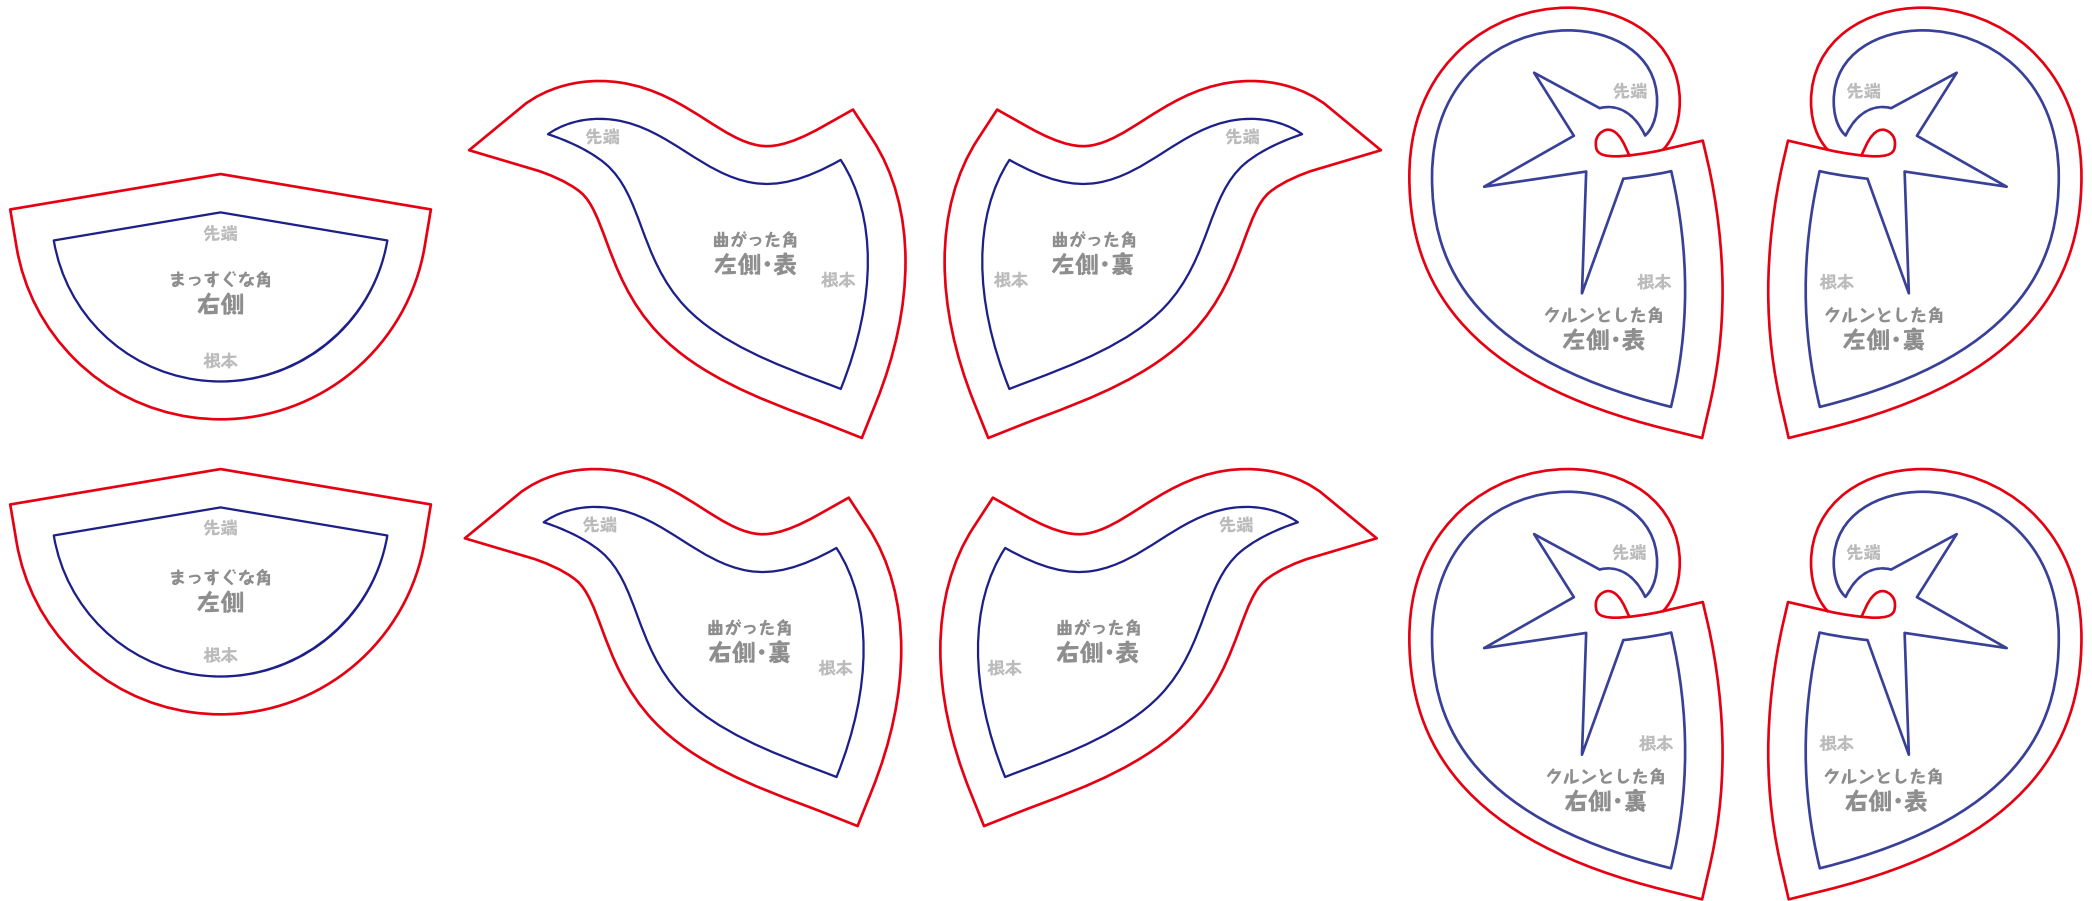 先端
まっすぐな角
右側
根本
先端
曲がった角
左側・表
根本
先端
曲がった角
左側・裏
根本
先端
根本
クルンとした角
左側・表
先端
根本
クルンとした角
左側・裏
先端
まっすぐな角
左側
根本
先端
曲がった角
右側・裏
根本
先端
曲がった角
右側・表
根本
先端
根本
クルンとした角
右側・裏
先端
根本
クルンとした角
右側・表